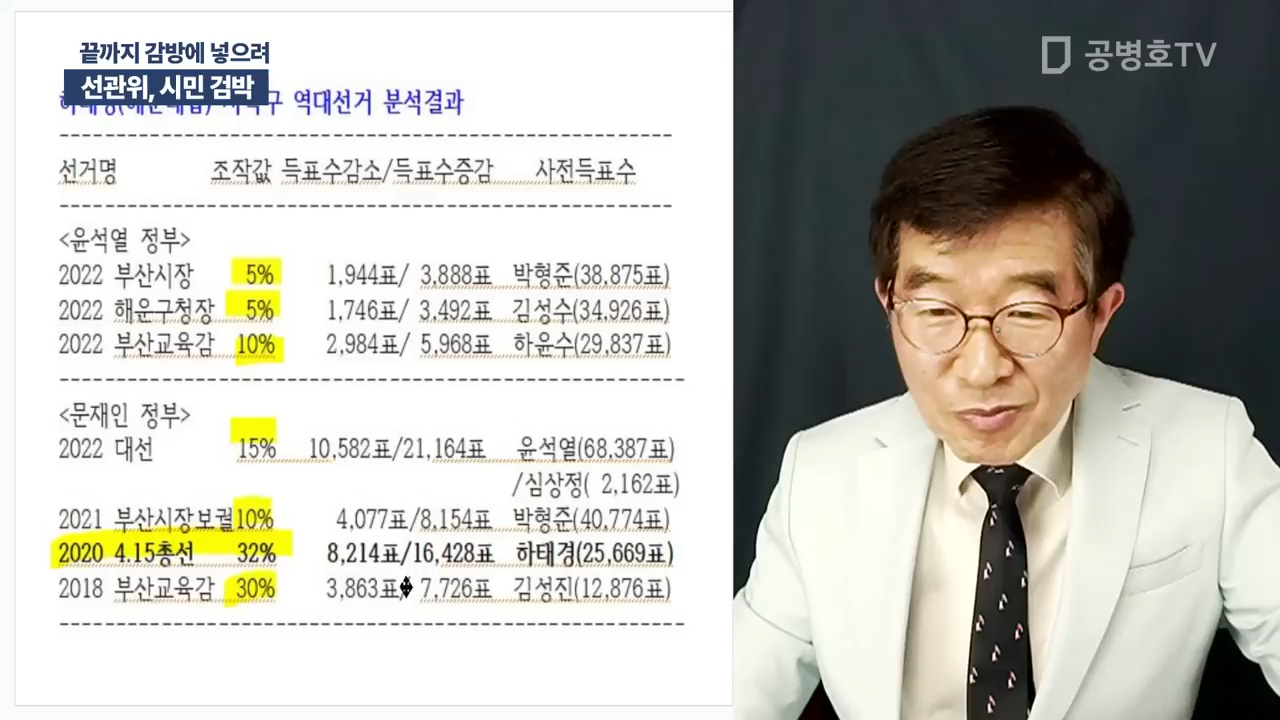 끝까지 감방에 넣으려
선관위, 시민 검박
역대선거 분석결과
선거명 조작값 득표수감소/득표수증감 사전득표수
<윤석열 정부>
2022 부산시장 5% 1,944표/ 3,888표 박형준(38,875표)
2022 해운구청장 5% 1,746표/ 3,492표 김성수(34,926표)
2022 부산교육감 10% 2,984표/ 5,968표 하윤수(29,837표)
<문재인 정부>
2022 대선 15% 10,582표/21,164표 윤석열(68,387표)
/심상정( 2,162표)
2021 부산시장보궐10% 4,077표/8,154표 박형준(40,774표)
2020 4.15총선 32% 8,214표/16,428표 하태경(25,669표)
2018 부산교육감 30% 3,863표/ 7,726표 김성진(12,876표)
공병호TV